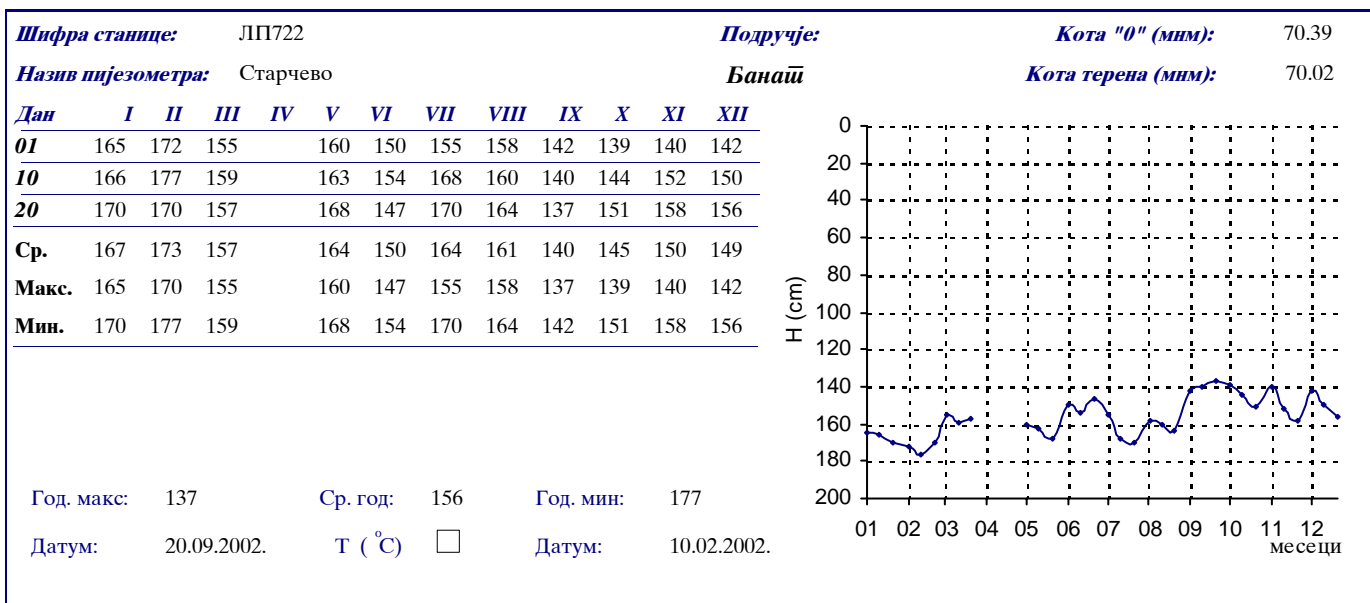 Шифра станице: ЛП722 Подручје: Кота "0" (мнм): 70.39
Назив пијезометра: Старчево Банат Кота терена (мнм): 70.02
Дан I II III IV V VI VII VIII IX X XI XII
01 165 172 155 160 150 155 158 142 139 140 142
10 166 177 159 163 154 168 160 140 144 152 150
20 170 170 157 168 147 170 164 137 151 158 156
Ср. 167 173 157 164 150 164 161 140 145 150 149
Макс. 165 170 155 160 147 155 158 137 139 140 142
Мин. 170 177 159 168 154 170 164 142 151 158 156
Год. макс: 137 Ср. год: 156 Год. мин: 177
Датум: 20.09.2002. Т ( °C) Датум: 10.02.2002.
H (cm)
0
20
40
60
80
100
120
140
160
180
200
01 02 03 04 05 06 07 08 09 10 11 12
месеци